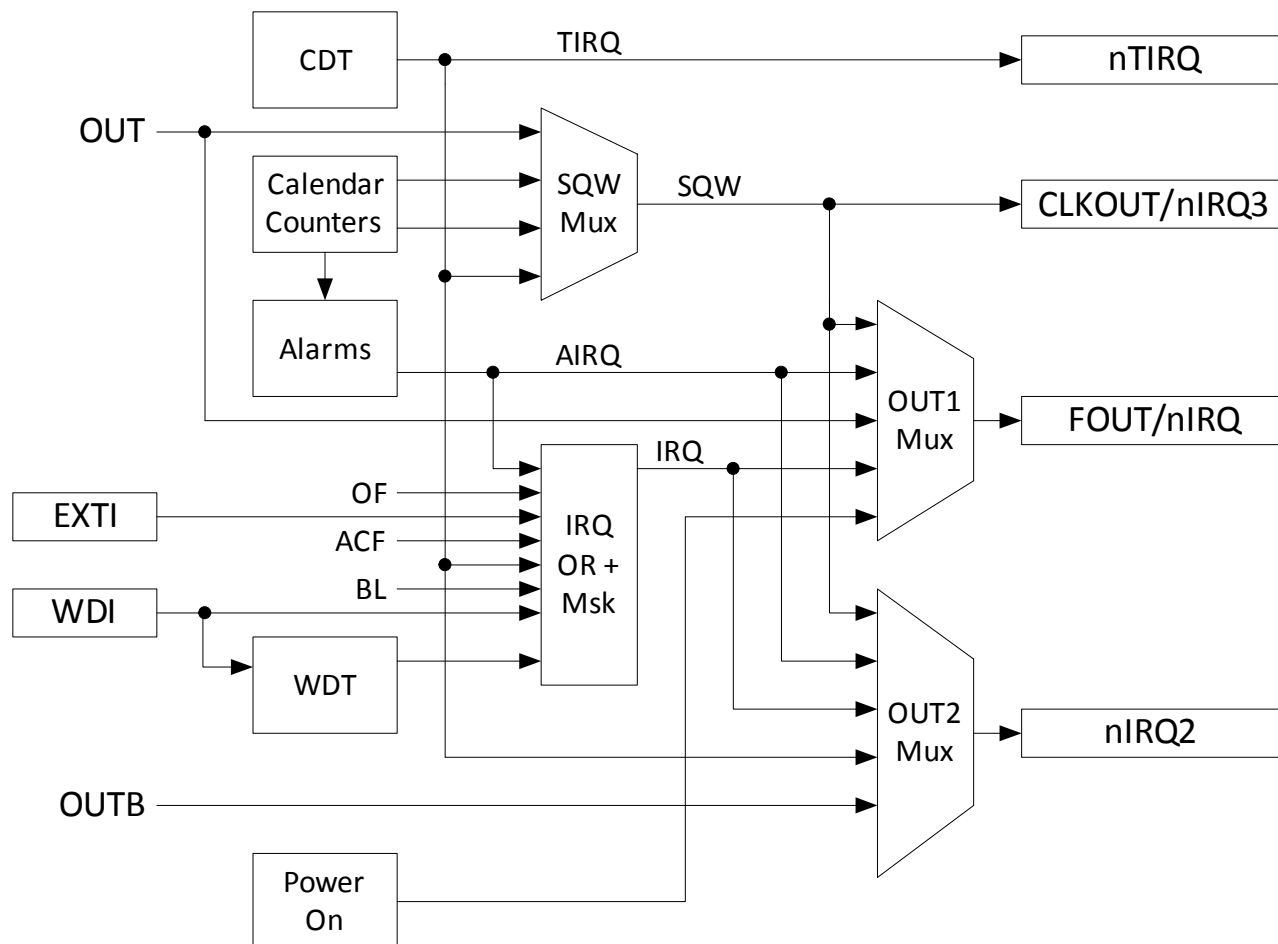 CDT
TIRQ
nTIRQ
OUT
Calendar
Counters
SQW
Mux
SQW
CLKOUT/nIRQ3
Alarms
AIRQ
OUT1
Mux
FOUT/nIRQ
IRQ
EXTI
OF
ACF
BL
IRQ
OR +
Msk
WDI
WDT
OUT2
Mux
nIRQ2
OUTB
Power
On